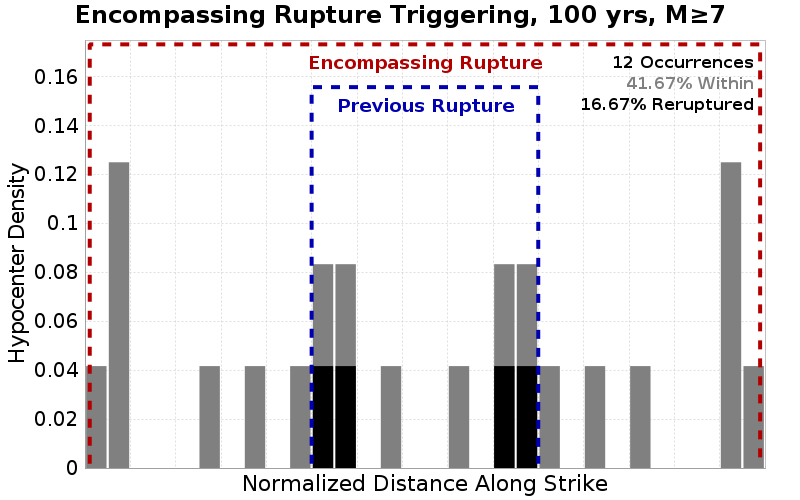 Encompassing Rupture Triggering, 100 yrs, M≥7
Encompassing Rupture
Previous Rupture
12 Occurrences
41.67% Within
16.67% Reruptured
Hypocenter Density
0.16
0.14
0.12
0.1
0.08
0.06
0.04
0.02
0
Normalized Distance Along Strike